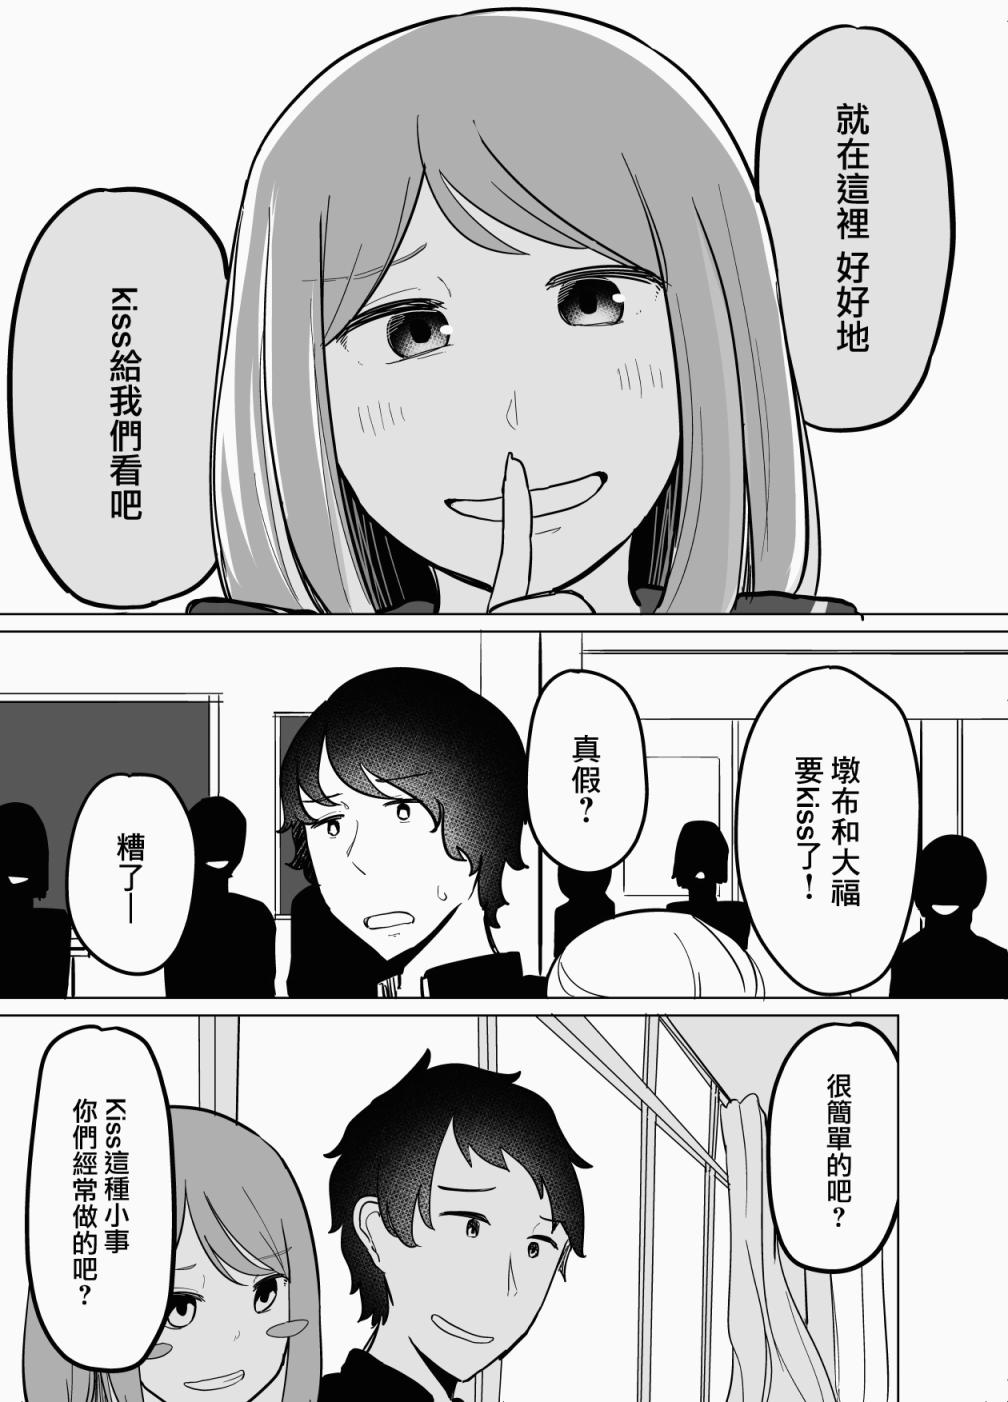 就在這裡 好好地
kiss給我們看吧
墩布和大福
要kiss了!
真假?
糟了—
很簡單的吧?
Kiss這種小事
你們經常做的吧?